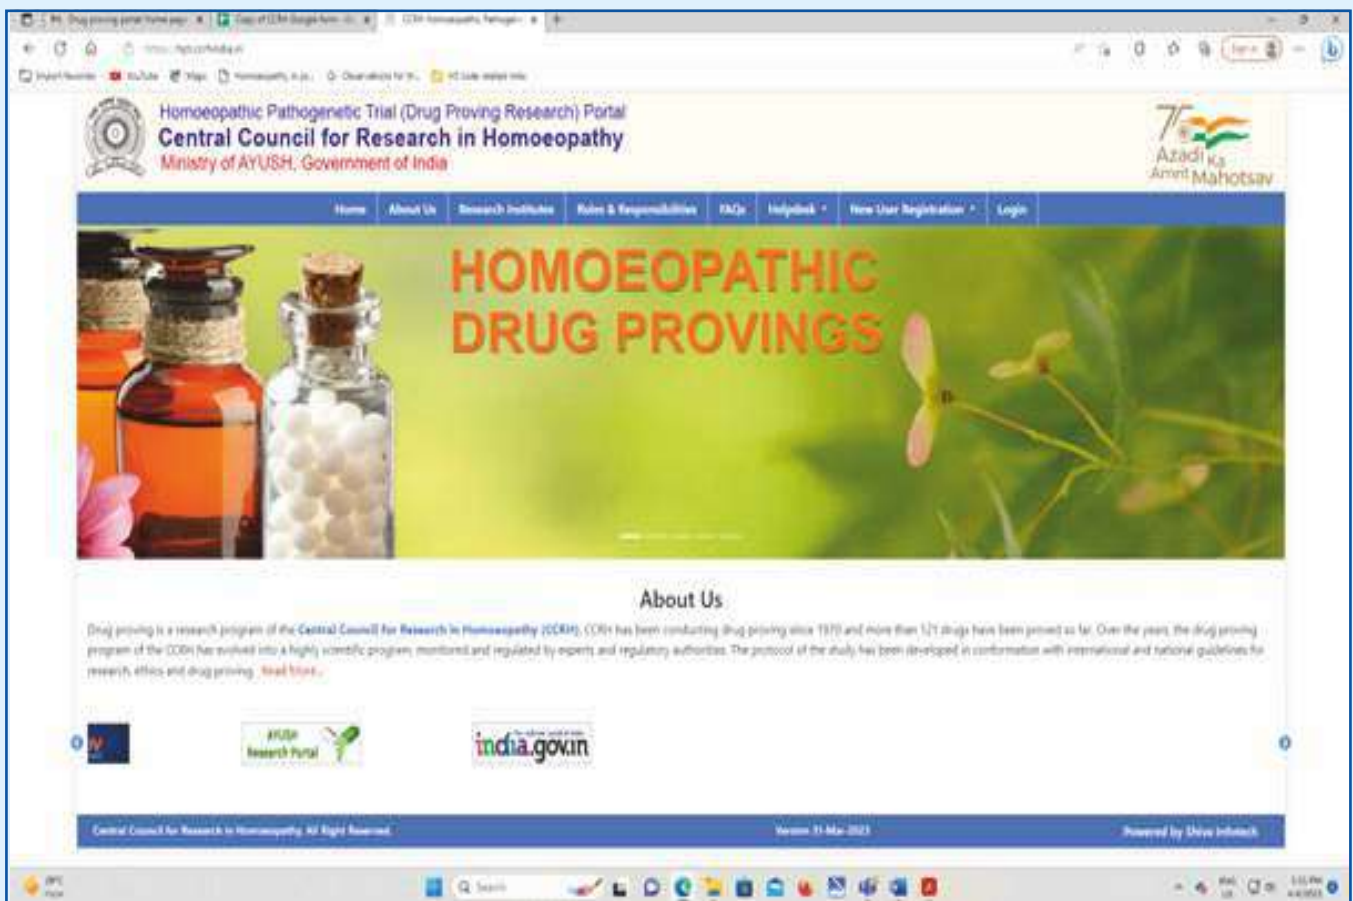 Homoeopathic Pathogenetic Trial (Drug Proving Research) Portal
Central Council for Research in Homoeopathy
Ministry of AYUSH, Government of India
Azadi Ka
Amrit Mahotsav
Home About Us Research Institutes Roles & Responsibilities FAQs Helpdesk New User Registration Login
HOMOEOPATHIC
DRUG PROVINGS
About Us
Drug proving is a research program of the Central Council for Research in Homoeopathy (CCRH). CCRH has been conducting drug proving since 1970 and more than 121 drugs have been proved so far. Over the years, the drug proving
program of the CCRH has evolved into a highly scientific program, monitored and regulated by experts and regulatory authorities. The protocol of the study has been developed in conformation with international and national guidelines for
research, ethics and drug proving. Read More...
AYUSH
Research Portal
india.gov.in
Central Council for Research in Homoeopathy, All Right Reserved. Version 31-Mar-2023 Powered by Shiva Infotech
Search